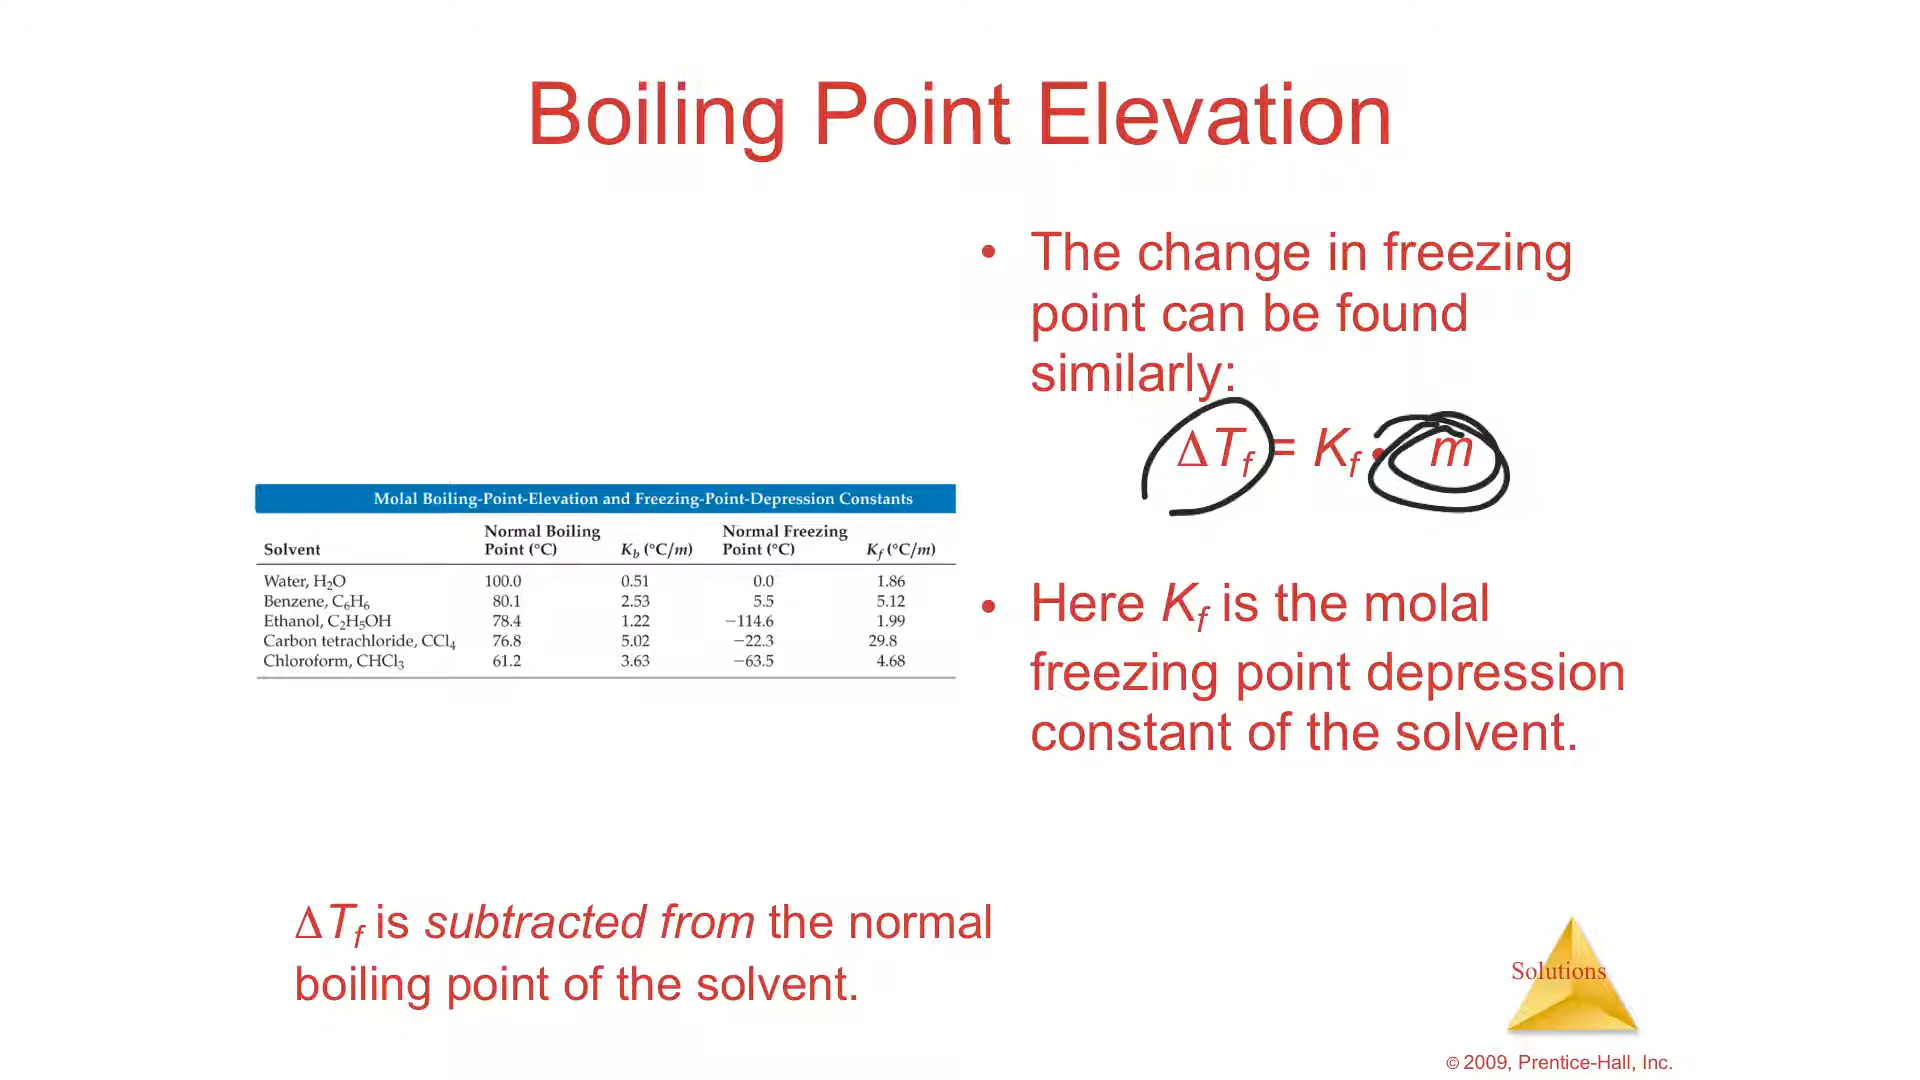 Boiling Point Elevation
• The change in freezing
point can be found
similarly:
ΔTf = Kf • m
Molal Boiling-Point-Elevation and Freezing-Point-Depression Constants
Solvent Normal Boiling Point (°C) Kb (°C/m) Normal Freezing Point (°C) Kf (°C/m)
Water, H2O 100.0 0.51 0.0 1.86
Benzene, C6H6 80.1 2.53 5.5 5.12
Ethanol, C2H5OH 78.4 1.22 −114.6 1.99
Carbon tetrachloride, CCl4 76.8 5.02 −22.3 29.8
Chloroform, CHCl3 61.2 3.63 −63.5 4.68
• Here Kf is the molal
freezing point depression
constant of the solvent.
ΔTf is subtracted from the normal
boiling point of the solvent.
Solutions
© 2009, Prentice-Hall, Inc.